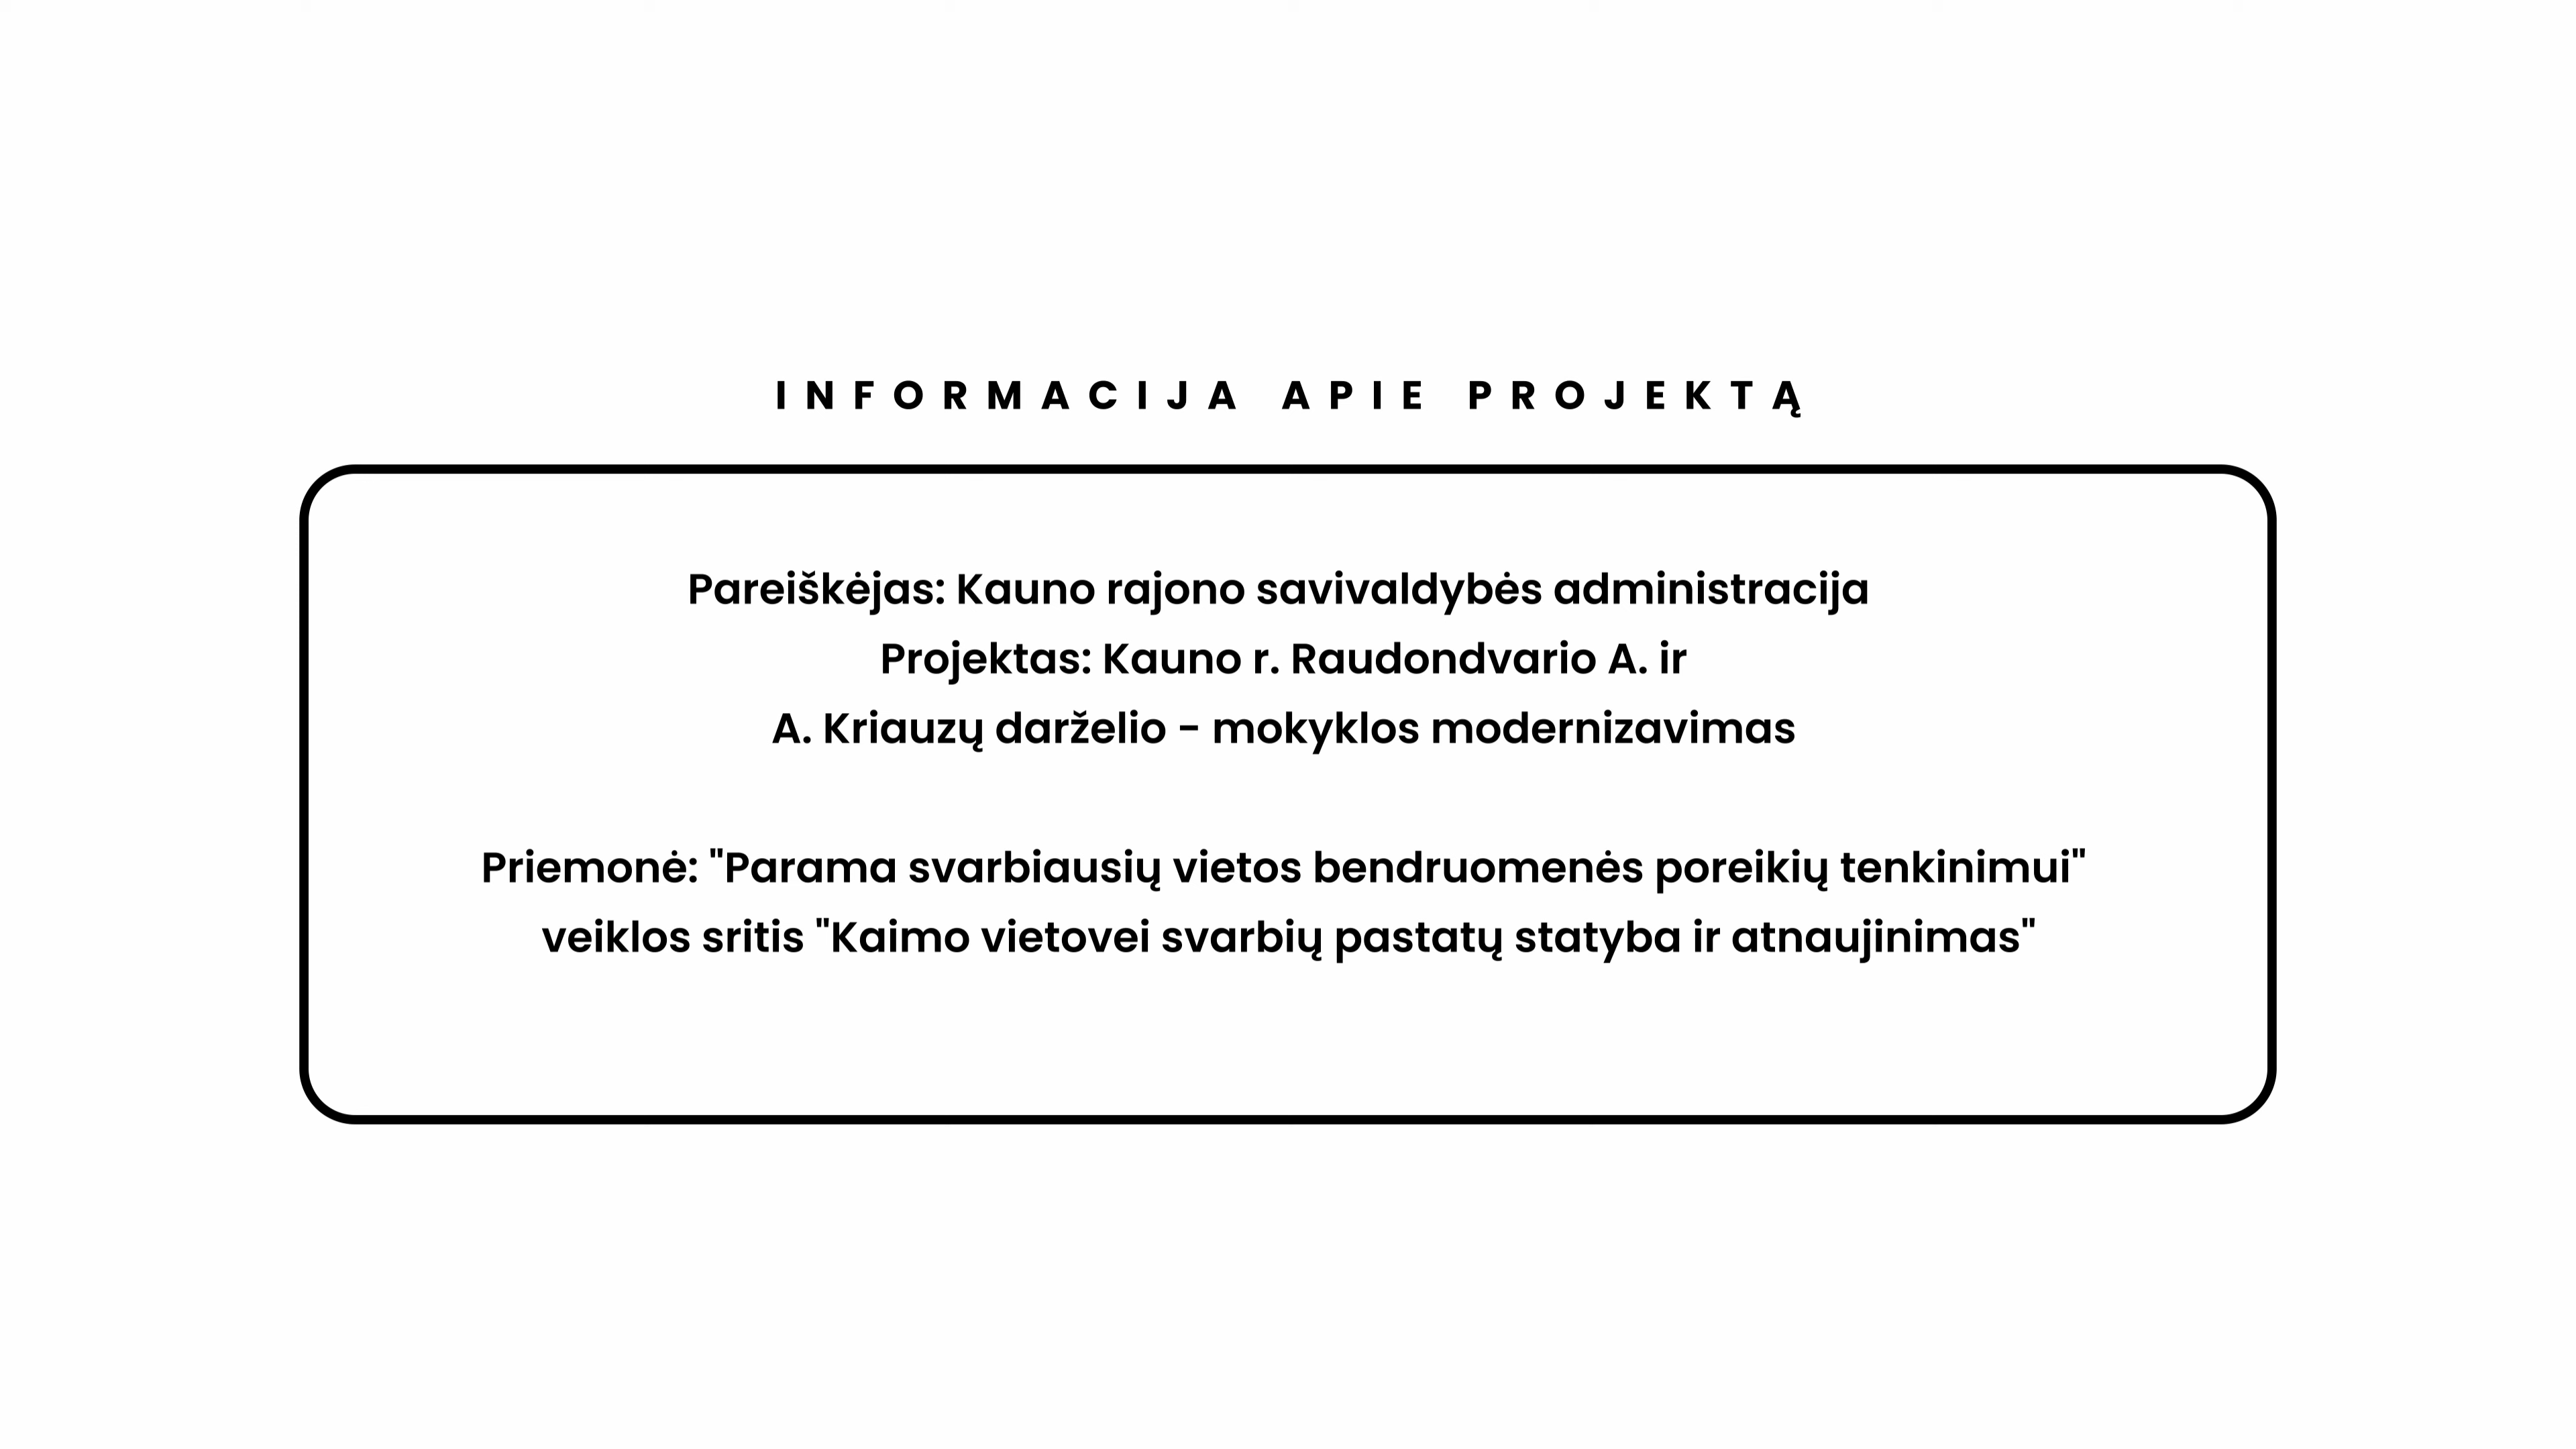 INFORMACIJA APIE PROJEKTĄ
Pareiškėjas: Kauno rajono savivaldybės administracija
Projektas: Kauno r. Raudondvario A. ir
A. Kriauzų darželio - mokyklos modernizavimas
Priemonė: "Parama svarbiausių vietos bendruomenės poreikių tenkinimui"
veiklos sritis "Kaimo vietovei svarbių pastatų statyba ir atnaujinimas"